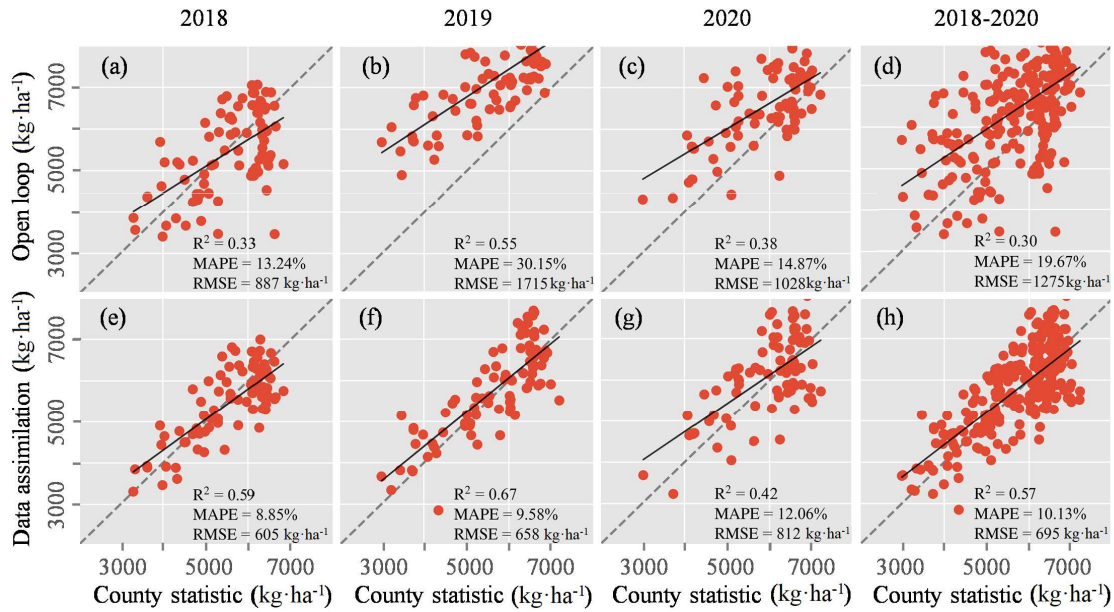 2018 2019 2020 2018-2020
Open loop (kg·ha⁻¹)
7000
5000
3000
(a)
R² = 0.33
MAPE = 13.24%
RMSE = 887 kg·ha⁻¹
(b)
R² = 0.55
MAPE = 30.15%
RMSE = 1715 kg·ha⁻¹
(c)
R² = 0.38
MAPE = 14.87%
RMSE = 1028kg·ha⁻¹
(d)
R² = 0.30
MAPE = 19.67%
RMSE = 1275kg·ha⁻¹
Data assimilation (kg·ha⁻¹)
7000
5000
3000
(e)
R² = 0.59
MAPE = 8.85%
RMSE = 605 kg·ha⁻¹
(f)
R² = 0.67
MAPE = 9.58%
RMSE = 658 kg·ha⁻¹
(g)
R² = 0.42
MAPE = 12.06%
RMSE = 812 kg·ha⁻¹
(h)
R² = 0.57
MAPE = 10.13%
RMSE = 695 kg·ha⁻¹
3000 5000 7000 3000 5000 7000 3000 5000 7000 3000 5000 7000
County statistic (kg·ha⁻¹) County statistic (kg·ha⁻¹) County statistic (kg·ha⁻¹) County statistic (kg·ha⁻¹)